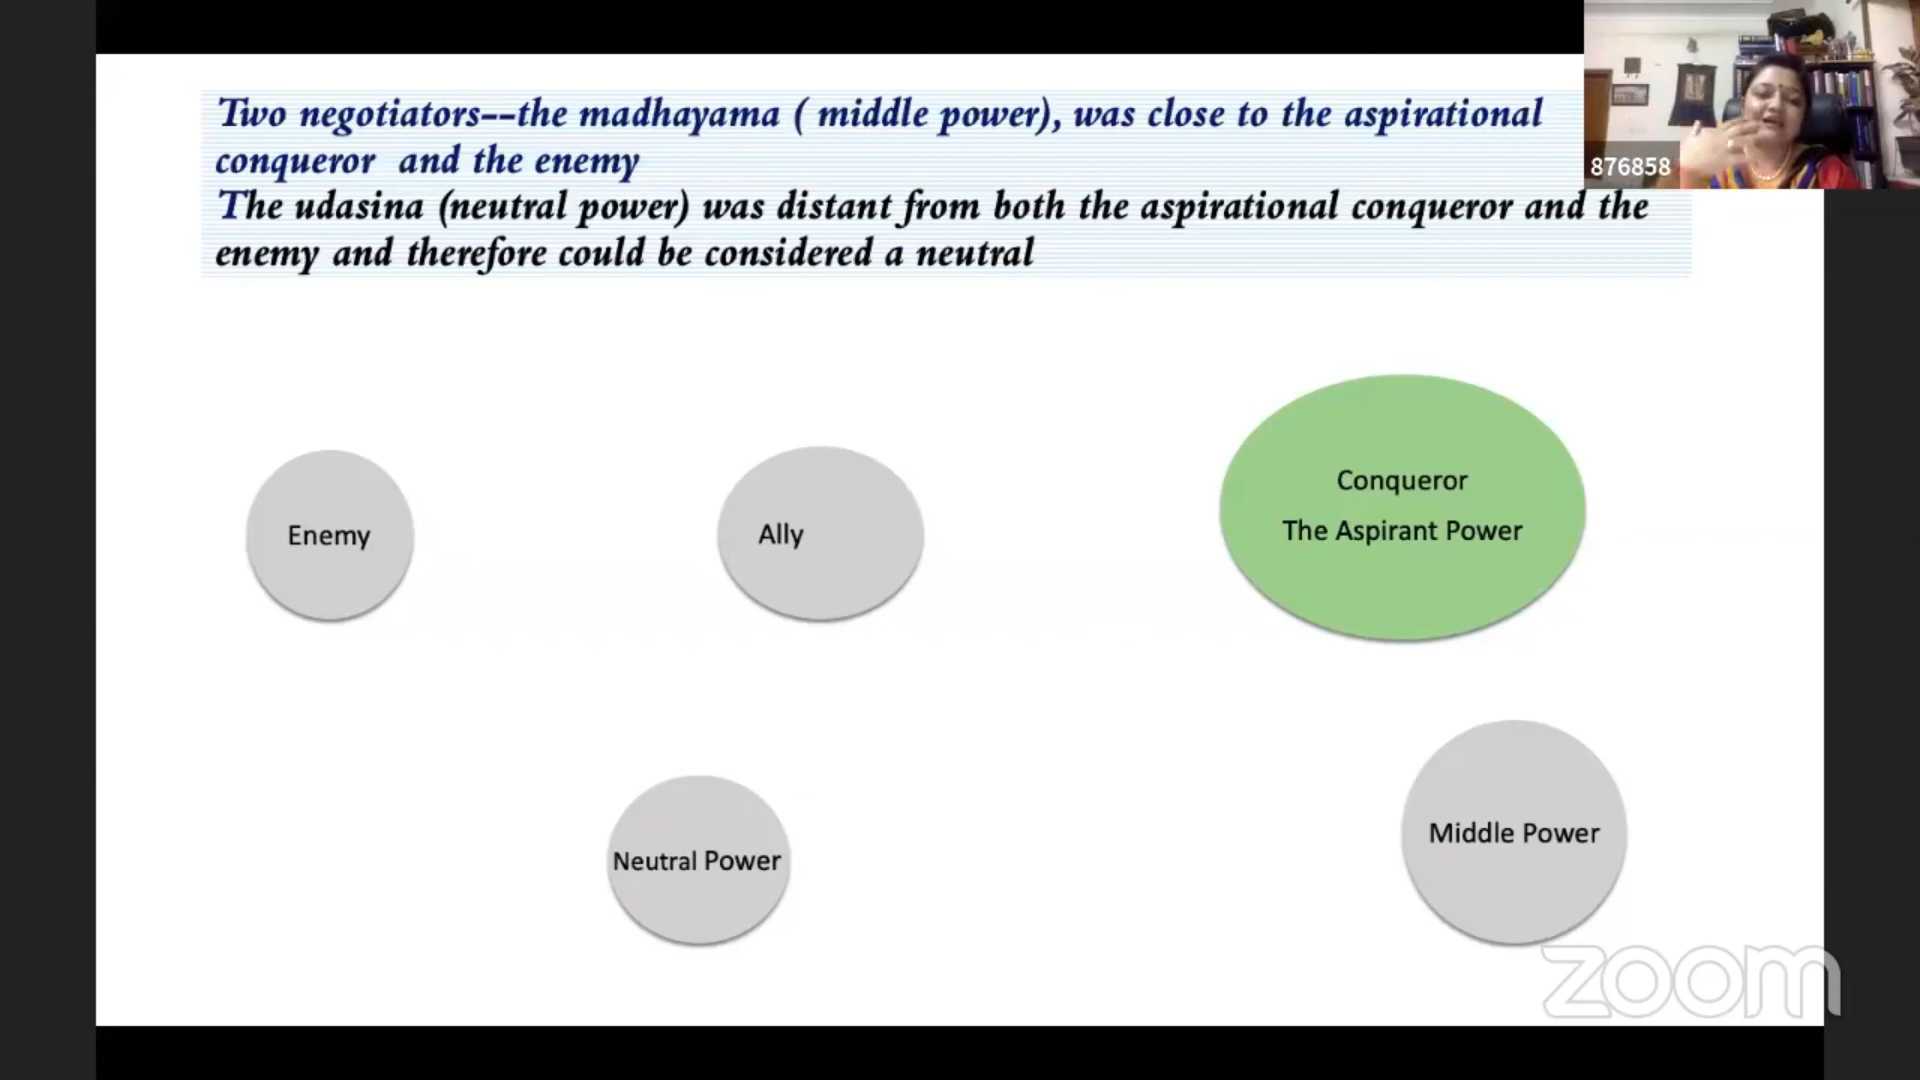 Two negotiators--the madhayama ( middle power), was close to the aspirational
conqueror and the enemy
The udasina (neutral power) was distant from both the aspirational conqueror and the
enemy and therefore could be considered a neutral
876858
Enemy
Ally
Conqueror
The Aspirant Power
Neutral Power
Middle Power
zoom